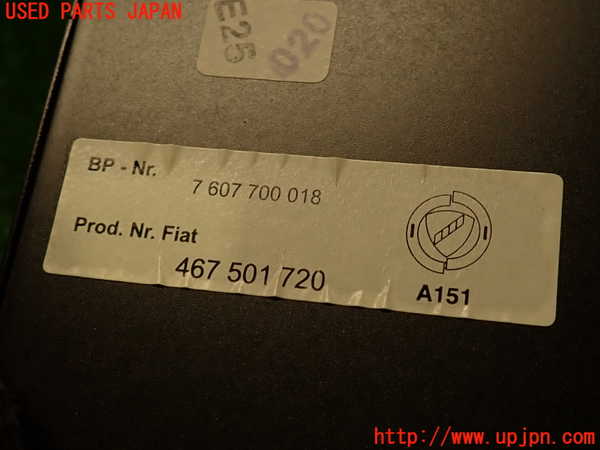 USED PARTS JAPAN
E25
020
BP - Nr. 7 607 700 018
Prod. Nr. Fiat
467 501 720
A151
http://www.upjpn.com